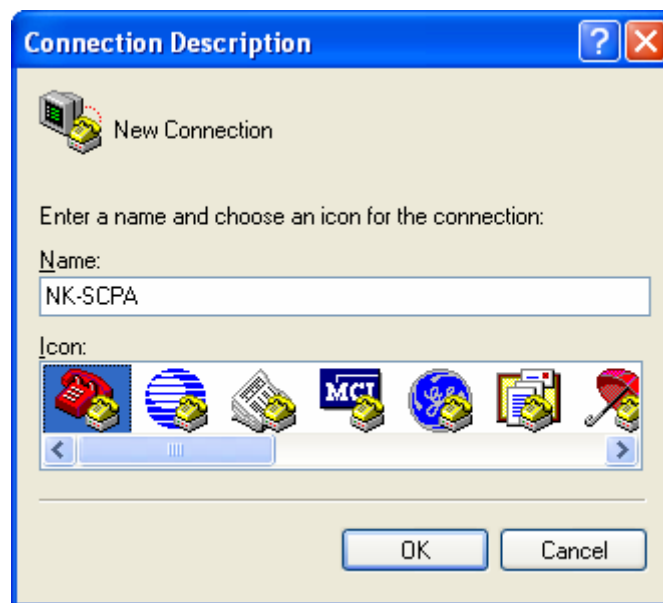 Connection Description
New Connection
Enter a name and choose an icon for the connection:
Name:
NK-SCPA
Icon:
MCI
OK Cancel